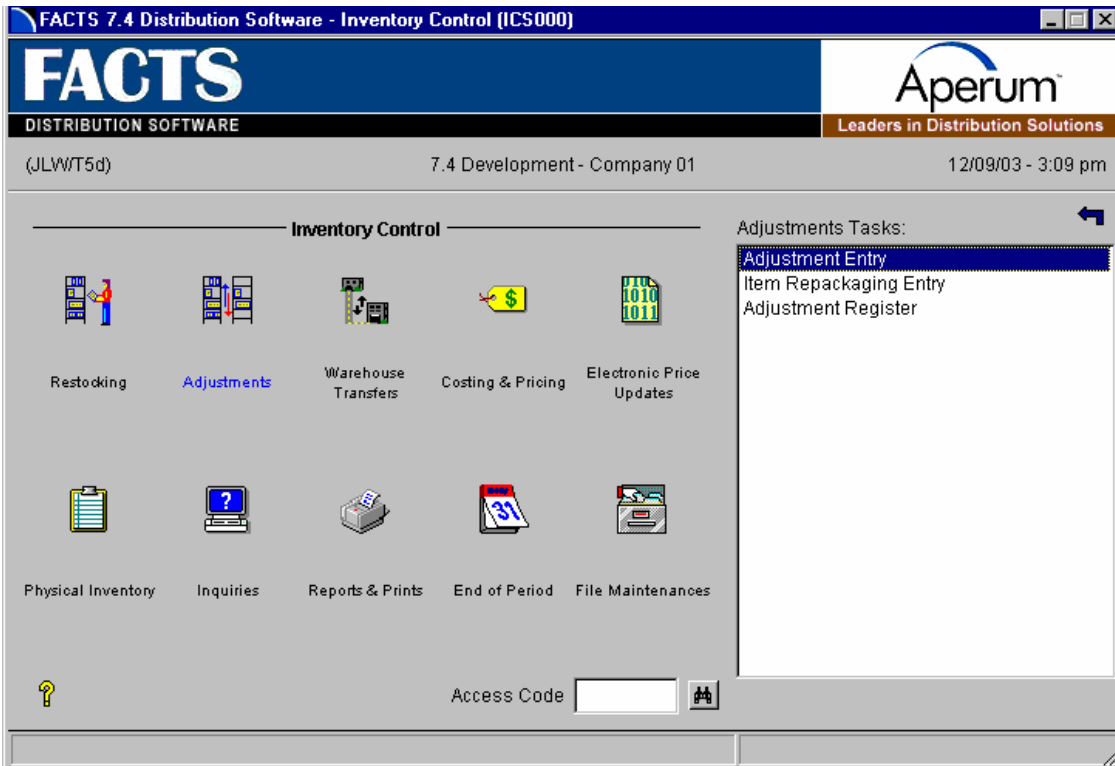 FACTS 7.4 Distribution Software - Inventory Control (ICS000)
FACTS
DISTRIBUTION SOFTWARE
Aperum™
Leaders in Distribution Solutions
(JLW/T5d)
7.4 Development - Company 01
12/09/03 - 3:09 pm
Inventory Control
Restocking
Adjustments
Warehouse
Transfers
Costing & Pricing
Electronic Price
Updates
Physical Inventory
Inquiries
Reports & Prints
End of Period
File Maintenances
Access Code
Adjustments Tasks:
Adjustment Entry
Item Repackaging Entry
Adjustment Register